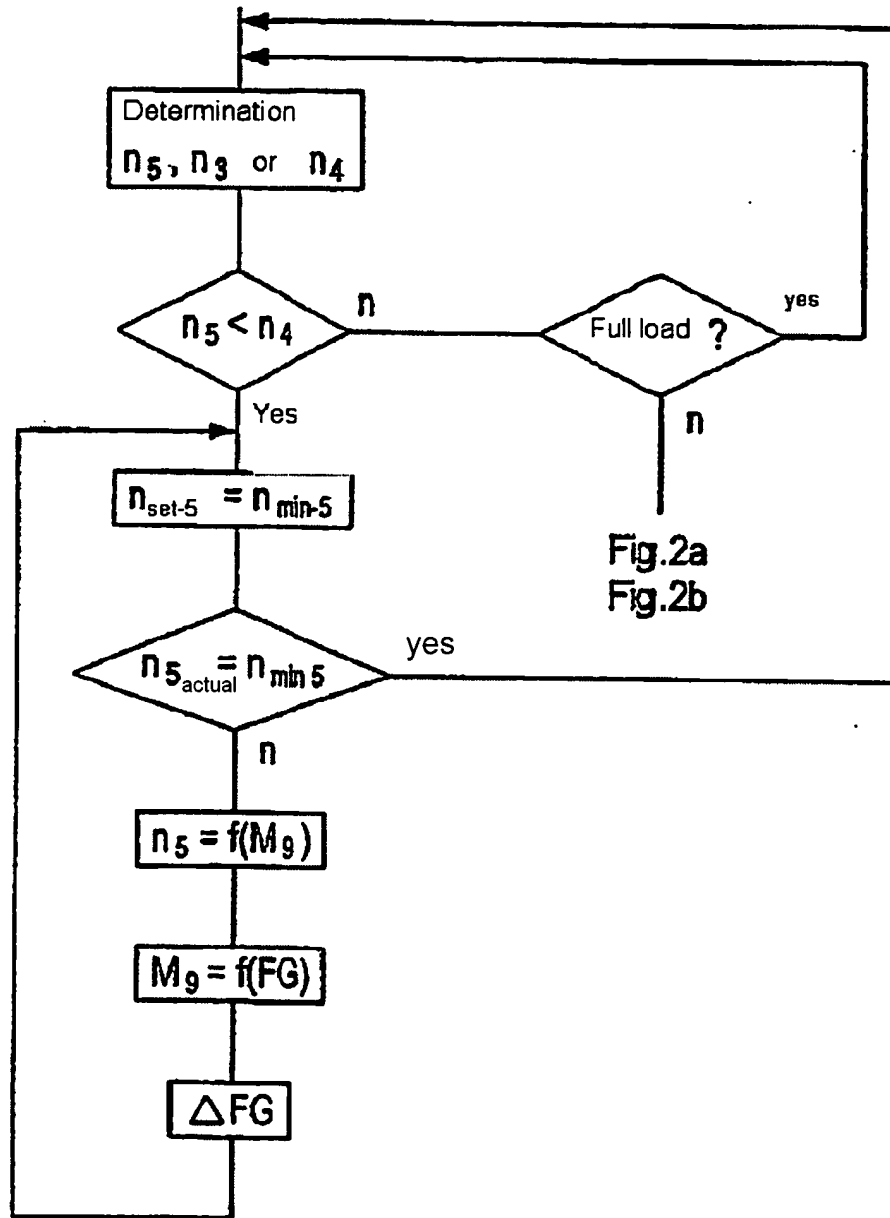 Determination
n5, n3 or n4
n5 < n4
n
Full load ?
yes
n
Yes
nset-5 = nmin-5
Fig.2a
Fig.2b
n5actual = nmin 5
yes
n
n5 = f(M9)
M9 = f(FG)
△FG